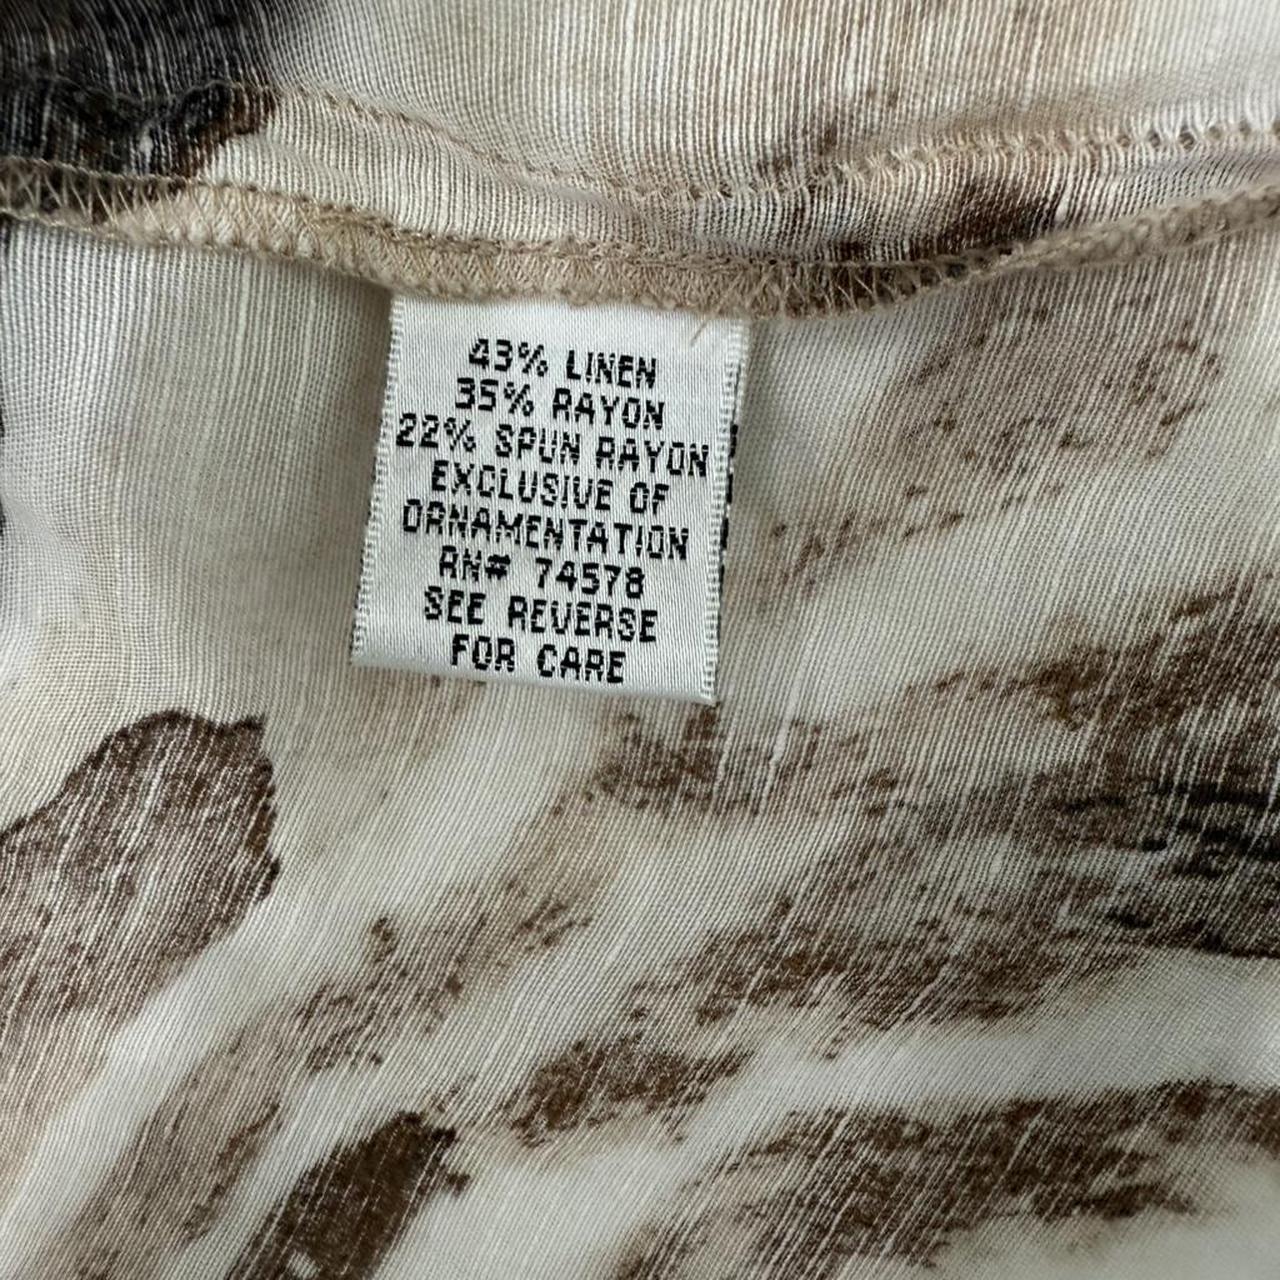 43% LINEN
35% RAYON
22% SPUN RAYON
EXCLUSIVE OF
ORNAMENTATION
RN# 74578
SEE REVERSE
FOR CARE